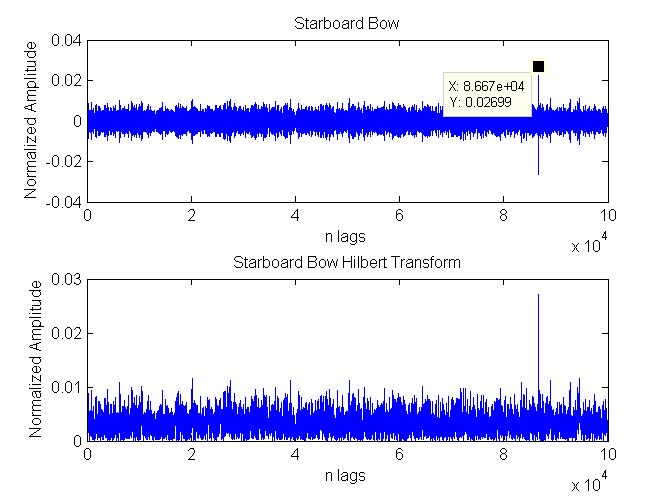 Starboard Bow
Normalized Amplitude
0.04
0.02
0
-0.02
-0.04
X: 8.667e+04
Y: 0.02699
0 2 4 6 8 10
n lags
x 10^4
Starboard Bow Hilbert Transform
Normalized Amplitude
0.03
0.02
0.01
0
0 2 4 6 8 10
n lags
x 10^4